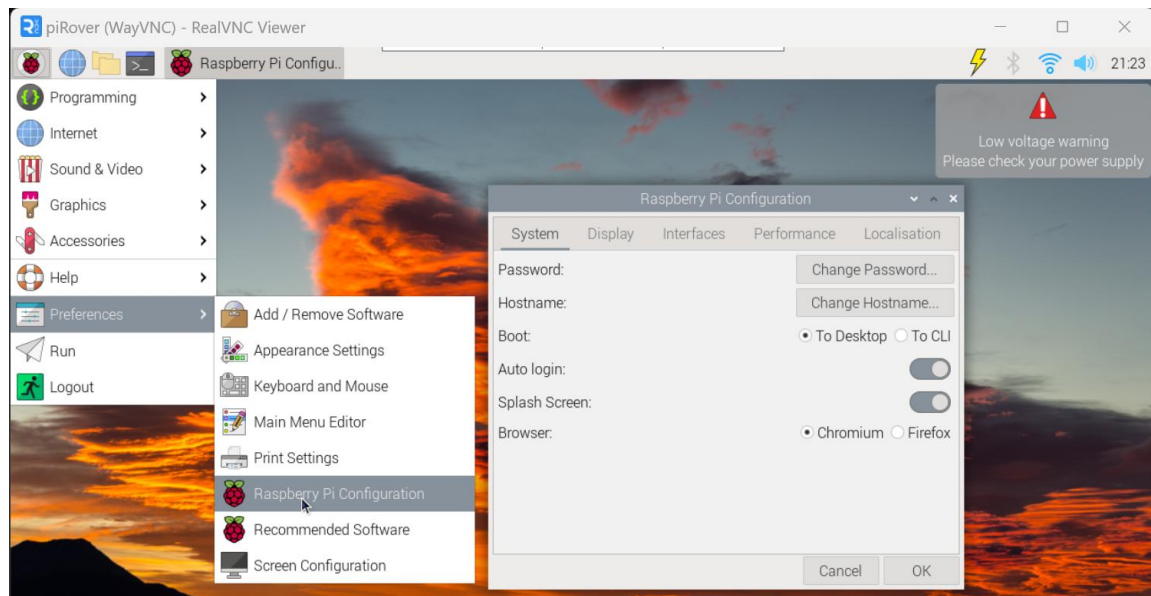 piRover (WayVNC) - RealVNC Viewer
Raspberry Pi Configu..
21:23
Programming
Internet
Sound & Video
Graphics
Accessories
Help
Preferences
Run
Logout
Add / Remove Software
Appearance Settings
Keyboard and Mouse
Main Menu Editor
Print Settings
Raspberry Pi Configuration
Recommended Software
Screen Configuration
Low voltage warning
Please check your power supply
Raspberry Pi Configuration
System Display Interfaces Performance Localisation
Password: Change Password...
Hostname: Change Hostname...
Boot: To Desktop To CLI
Auto login:
Splash Screen:
Browser: Chromium Firefox
Cancel OK